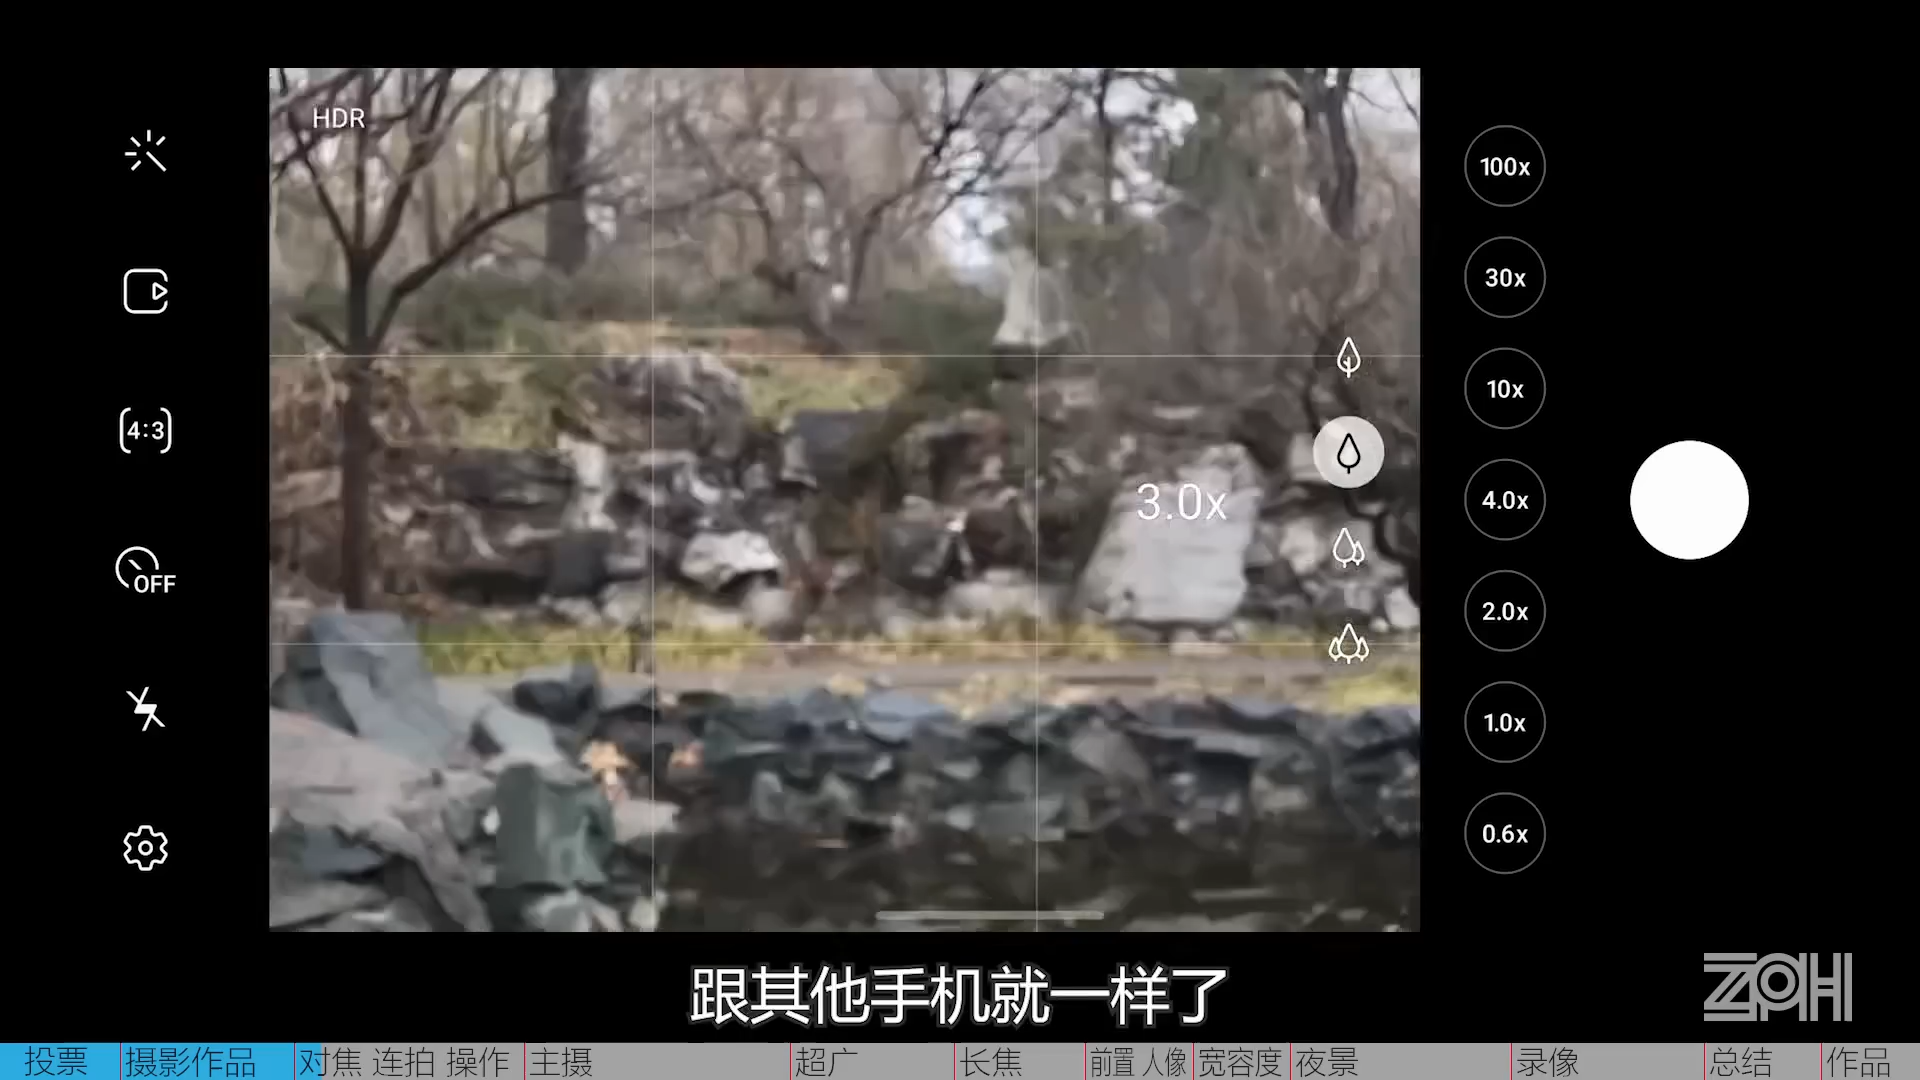 HDR
4:3
OFF
3.0x
100x
30x
10x
4.0x
2.0x
1.0x
0.6x
跟其他手机就一样了
ZPH
投票 摄影作品 对焦 连拍 操作 主摄 超广 长焦 前置 人像 宽容度 夜景 录像 总结 作品